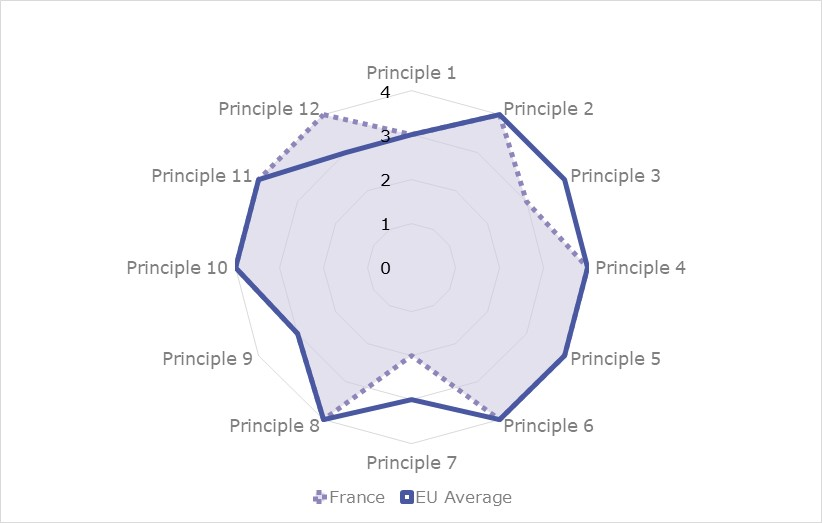 Principle 1
Principle 2
Principle 3
Principle 4
Principle 5
Principle 6
Principle 7
Principle 8
Principle 9
Principle 10
Principle 11
Principle 12
4
3
2
1
0
France
EU Average